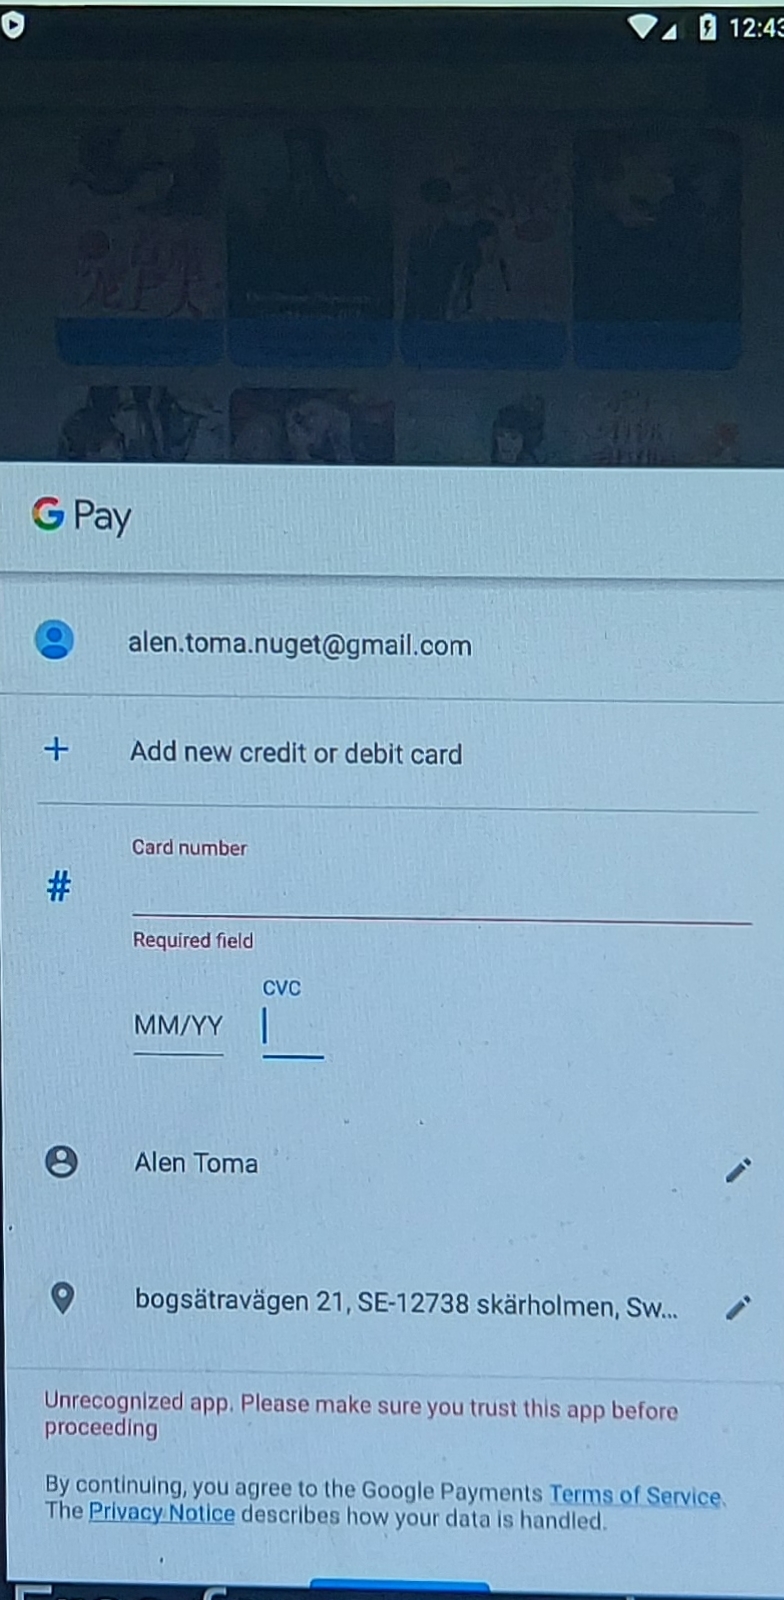 12:43
G Pay
alen.toma.nuget@gmail.com
+ Add new credit or debit card
Card number
#
Required field
CVC
MM/YY
Alen Toma
bogsätravägen 21, SE-12738 skärholmen, Sw...
Unrecognized app. Please make sure you trust this app before
proceeding
By continuing, you agree to the Google Payments Terms of Service.
The Privacy Notice describes how your data is handled.